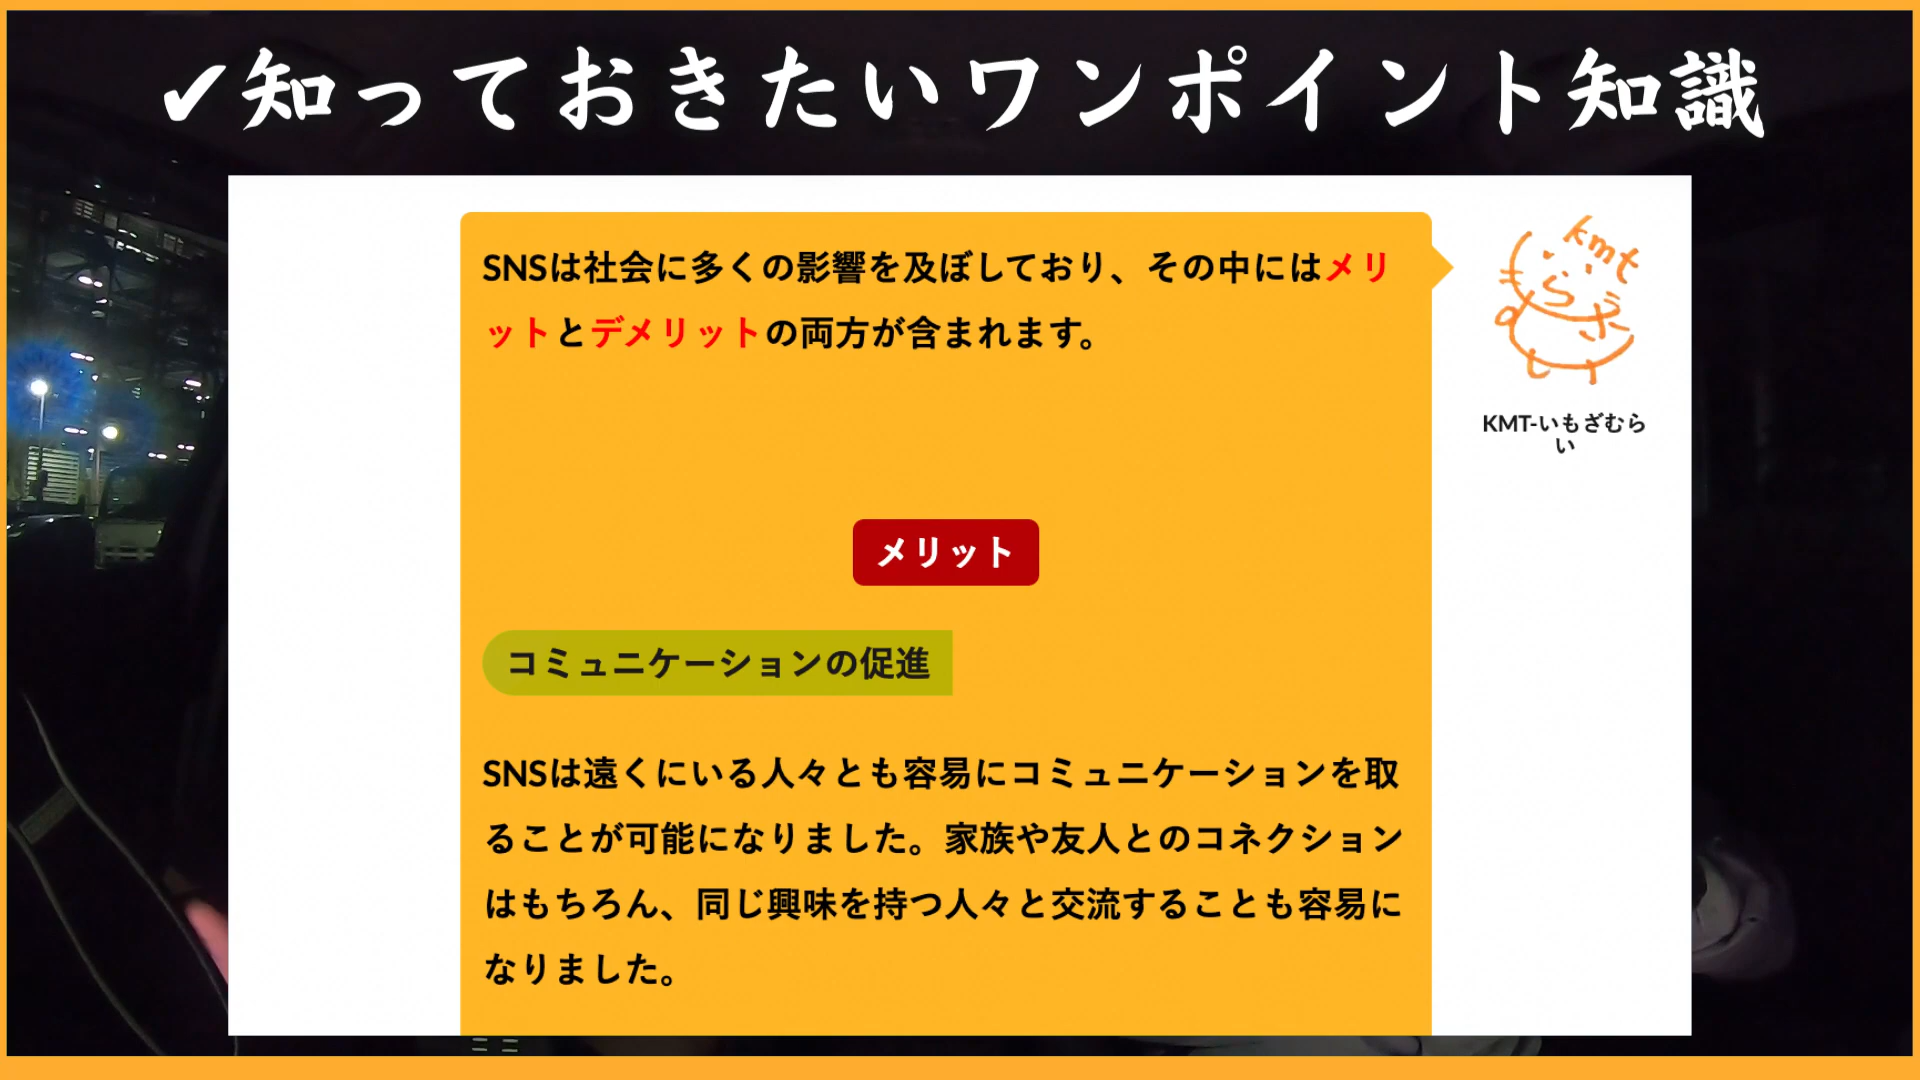 ✓知っておきたいワンポイント知識
SNSは社会に多くの影響を及ぼしており、その中にはメリ
ットとデメリットの両方が含まれます。
kmt
KMT-いもざむら
い
メリット
コミュニケーションの促進
SNSは遠くにいる人々とも容易にコミュニケーションを取
ることが可能になりました。家族や友人とのコネクション
はもちろん、同じ興味を持つ人々と交流することも容易に
なりました。